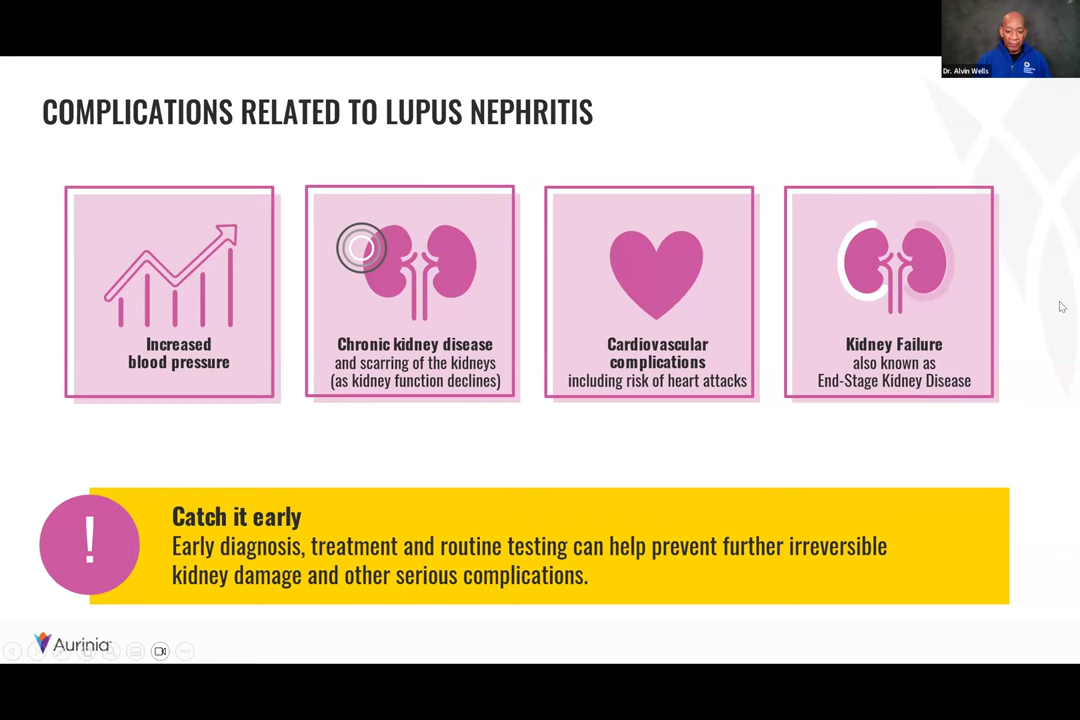 Dr. Alvin Wells
COMPLICATIONS RELATED TO LUPUS NEPHRITIS
Increased
blood pressure
Chronic kidney disease
and scarring of the kidneys
(as kidney function declines)
Cardiovascular
complications
including risk of heart attacks
Kidney Failure
also known as
End-Stage Kidney Disease
!
Catch it early
Early diagnosis, treatment and routine testing can help prevent further irreversible
kidney damage and other serious complications.
Aurinia